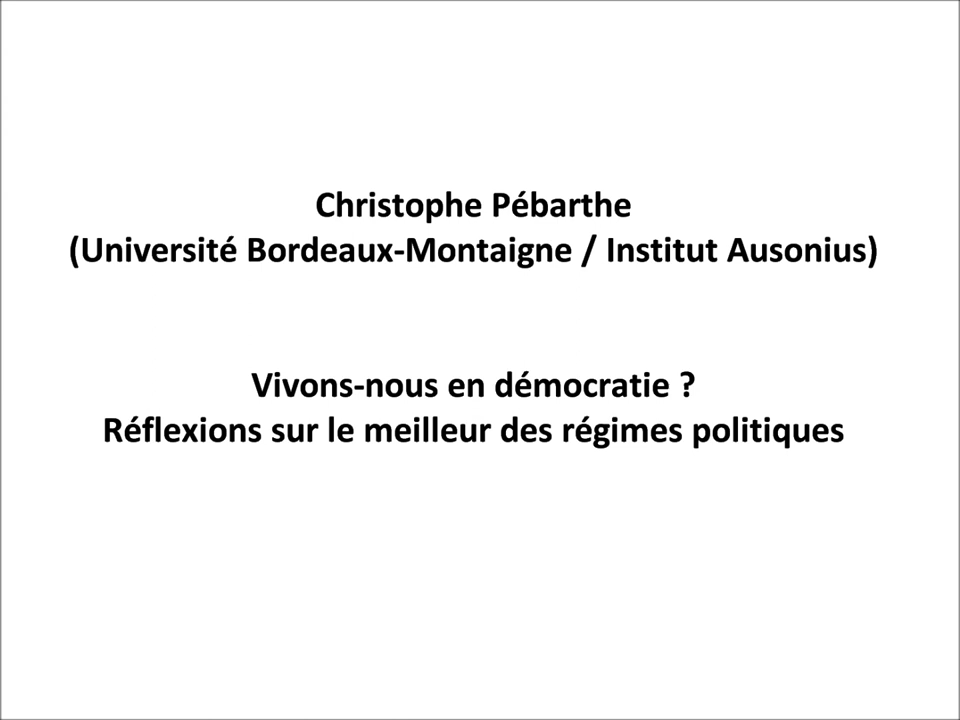 Christophe Pébarthe
(Université Bordeaux-Montaigne / Institut Ausonius)
Vivons-nous en démocratie ?
Réflexions sur le meilleur des régimes politiques